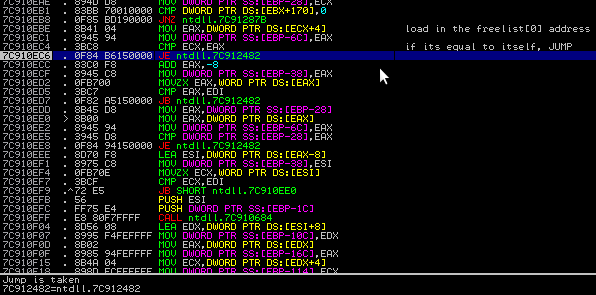 7C910EAE . 894D D8 MOV DWORD PTR SS:[EBP-28],ECX
7C910EB1 . 83BB 70010000 CMP DWORD PTR DS:[EBX+170],0
7C910EB8 . 0F85 BD190000 JNZ ntdll.7C91287B
7C910EBE . 8B41 04 MOV EAX,DWORD PTR DS:[ECX+4] load in the freelist[0] address
7C910EC1 . 8945 94 MOV DWORD PTR SS:[EBP-6C],EAX
7C910EC4 . 3BC8 CMP ECX,EAX if its equal to itself, JUMP
7C910EC6 . 0F84 B6150000 JE ntdll.7C912482
7C910ECC . 83C0 F8 ADD EAX,-8
7C910ECF . 8945 C8 MOV DWORD PTR SS:[EBP-38],EAX
7C910ED2 . 0FB700 MOVZX EAX,WORD PTR DS:[EAX]
7C910ED5 . 3BC7 CMP EAX,EDI
7C910ED7 . 0F82 A5150000 JB ntdll.7C912482
7C910EDD . 8B45 D8 MOV EAX,DWORD PTR SS:[EBP-28]
7C910EE0 > 8B00 MOV EAX,DWORD PTR DS:[EAX]
7C910EE2 . 8945 94 MOV DWORD PTR SS:[EBP-6C],EAX
7C910EE5 . 8945 D8 MOV DWORD PTR SS:[EBP-28],EAX
7C910EE8 . 0F84 94150000 JE ntdll.7C912482
7C910EEE . 8D70 F8 LEA ESI,DWORD PTR DS:[EAX-8]
7C910EF1 . 8975 C8 MOV DWORD PTR SS:[EBP-38],ESI
7C910EF4 . 0FB70E MOVZX ECX,WORD PTR DS:[ESI]
7C910EF7 . 3BCF CMP ECX,EDI
7C910EF9 .^72 E5 JB SHORT ntdll.7C910EE0
7C910EFB . 56 PUSH ESI
7C910EFC . FF75 E4 PUSH DWORD PTR SS:[EBP-1C]
7C910EFF . E8 80F7FFFF CALL ntdll.7C910684
7C910F04 . 8D56 08 LEA EDX,DWORD PTR DS:[ESI+8]
7C910F07 . 8995 F4FEFFFF MOV DWORD PTR SS:[EBP-10C],EDX
7C910F0D . 8B02 MOV EAX,DWORD PTR DS:[EDX]
7C910F0F . 8985 94FEFFFF MOV DWORD PTR SS:[EBP-16C],EAX
7C910F15 . 8B4A 04 MOV ECX,DWORD PTR DS:[EDX+4]
7C910F18 . 898D ECFEFFFF MOV DWORD PTR SS:[EBP-114],ECX
Jump is taken
7C912482=ntdll.7C912482